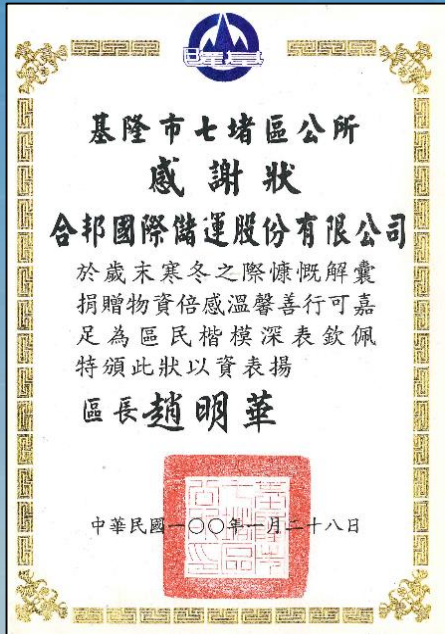 基隆市七堵區公所
感謝狀
合邦國際儲運股份有限公司
於歲末寒冬之際慷慨解囊
捐贈物資倍感溫馨善行可嘉
足為區民楷模深表欽佩
特頒此狀以資表揚
區長趙明華
中華民國一〇〇年一月二十八日